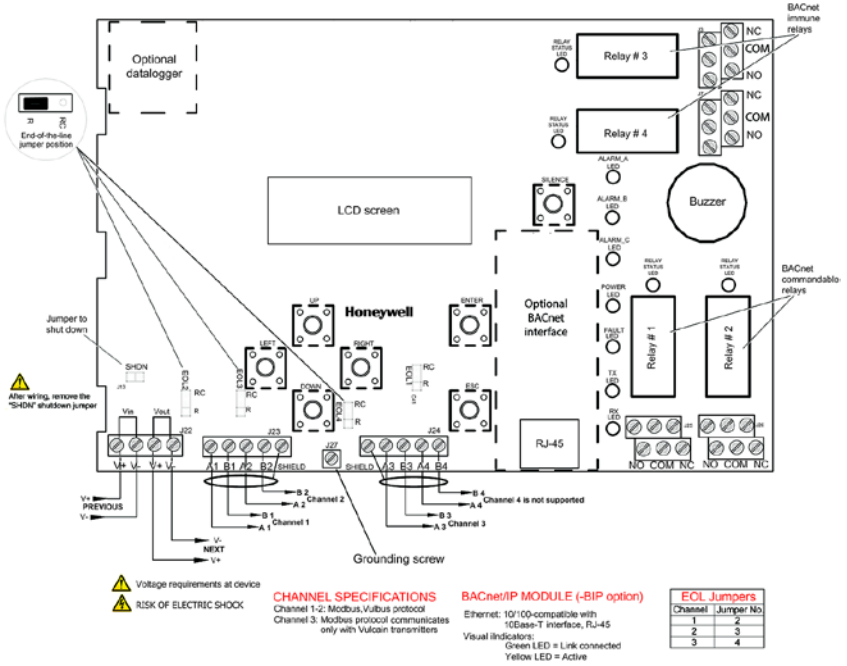 BACnet
immune
relays
Optional
datalogger
RELAY
STATUS
LED
Relay # 3
NC
COM
NO
R
RC
End-of-the-line
jumper position
RELAY
STATUS
LED
Relay # 4
NC
COM
NO
ALARM_A
LED
SILENCE
LCD screen
ALARM_B
LED
Buzzer
ALARM_C
LED
RELAY
STATUS
LED
RELAY
STATUS
LED
BACnet
commandable
relays
UP
Honeywell
ENTER
Optional
BACnet
interface
POWER
LED
Relay # 1
Relay # 2
Jumper to
shut down
LEFT
RIGHT
FAULT
LED
SHDN
EOL2
RC
R
EOL3
RC
R
EOL1
RC
R
After wiring, remove the
"SHDN" shutdown jumper
DOWN
EOL4
RC
R
ESC
TX
LED
Vin
Vout
J22
J23
J27
J24
RX
LED
RJ-45
V+ V- V+ V-
A1 B1 A2 B2 SHIELD
SHIELD A3 B3 A4 B4
NO COM NC
NO COM NC
V+
PREVIOUS
V-
B 2
A 2
Channel 2
B 1
A 1
Channel 1
B 4
A 4
Channel 4 is not supported
B 3
A 3
Channel 3
V-
NEXT
V+
Grounding screw
Voltage requirements at device
RISK OF ELECTRIC SHOCK
CHANNEL SPECIFICATIONS
Channel 1-2: Modbus,Vulbus protocol
Channel 3: Modbus protocol communicates
only with Vulcain transmitters
BACnet/IP MODULE (-BIP option)
Ethernet: 10/100-compatible with
10Base-T interface, RJ-45
Visual iIndicators:
Green LED = Link connected
Yellow LED = Active
EOL Jumpers
Channel Jumper No.
1 2
2 3
3 4